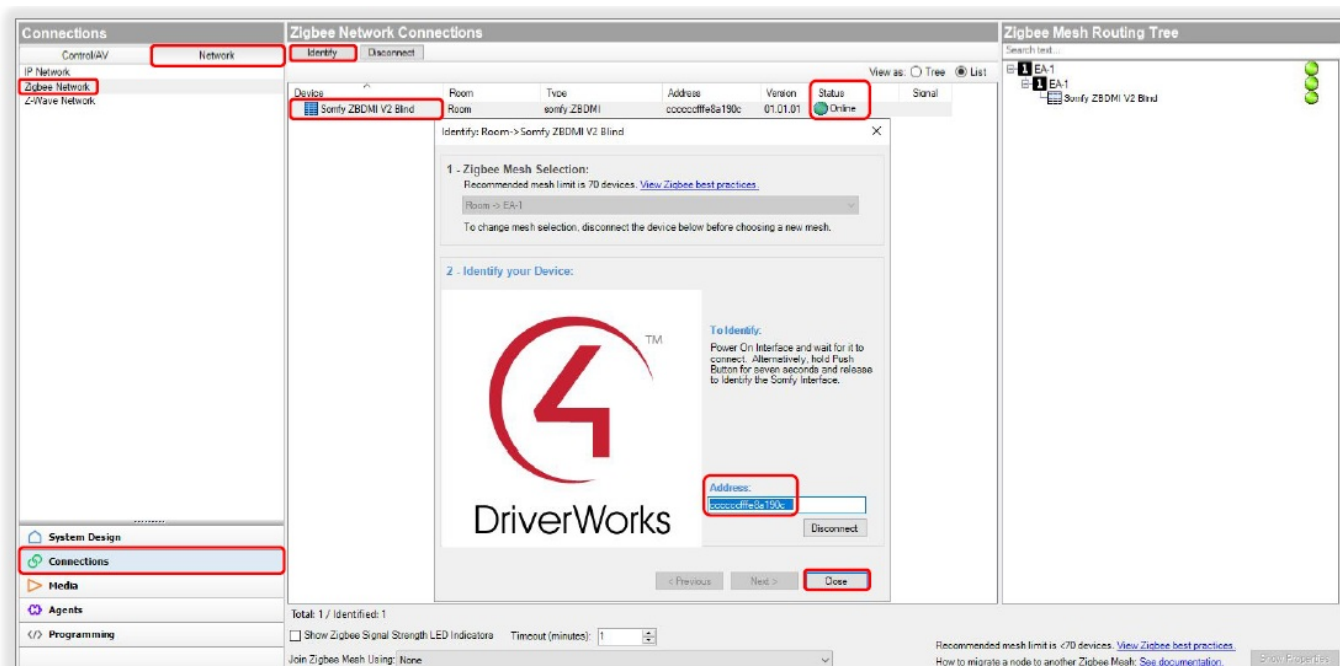 Connections
Control/AV
Network
IP Network
Zigbee Network
Z-Wave Network
System Design
Connections
Media
Agents
Programming
Zigbee Network Connections
Identify
Disconnect
View as: Tree List
Device Room Type Address Version Status Signal
Somfy ZBDMI V2 Blind Room somfy:ZBDMI ccccccfffe8a190c 01.01.01 Online
Identify: Room->Somfy ZBDMI V2 Blind
1 - Zigbee Mesh Selection:
Recommended mesh limit is 70 devices. View Zigbee best practices.
Room -> EA-1
To change mesh selection, disconnect the device below before choosing a new mesh.
2 - Identify your Device:
4
TM
DriverWorks
To Identify:
Power On Interface and wait for it to
connect. Alternatively, hold Push
Button for seven seconds and release
to Identify the Somfy Interface.
Address:
ccccccfffe8a190c
Disconnect
< Previous
Next >
Close
Total: 1 / Identified: 1
Show Zigbee Signal Strength LED Indicators Timeout (minutes): 1
Join Zigbee Mesh Using: None
Zigbee Mesh Routing Tree
Search text...
1 EA-1
1 EA-1
Somfy ZBDMI V2 Blind
Recommended mesh limit is <70 devices. View Zigbee best practices.
How to migrate a node to another Zigbee Mesh: See documentation.
Show Properties